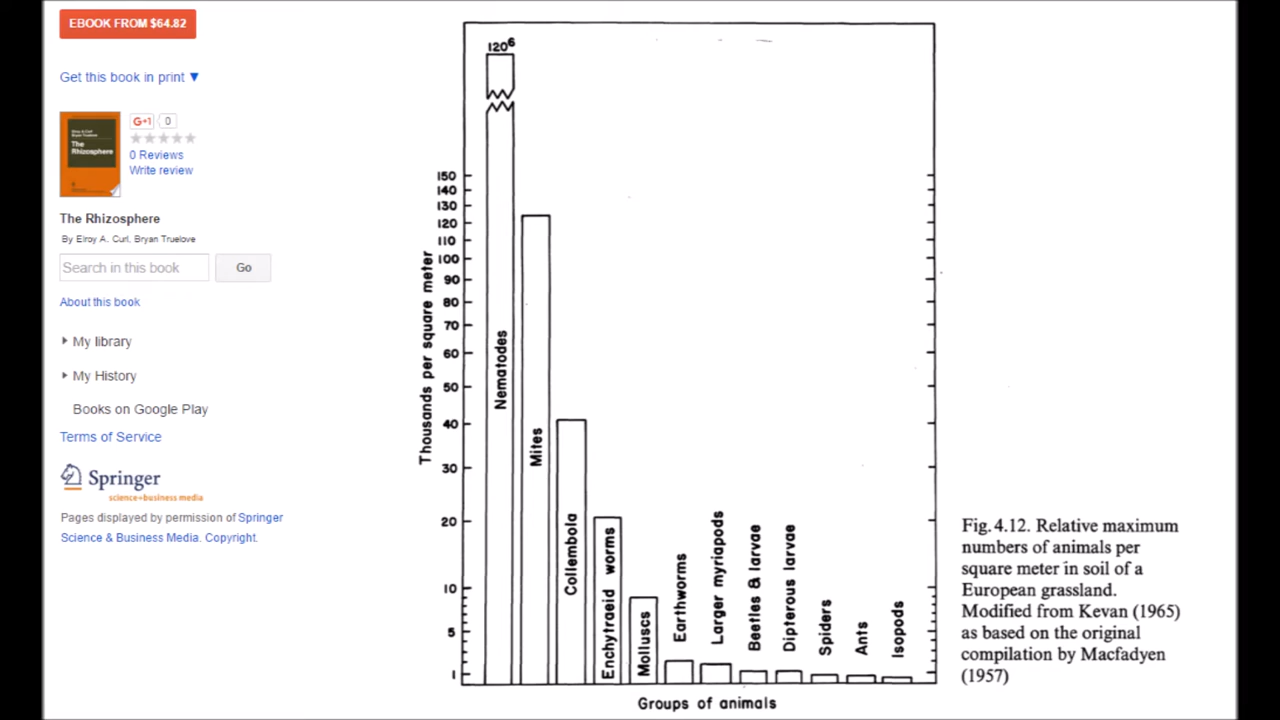 EBOOK FROM $64.82
Get this book in print ▼
Elroy A. Curl
Bryan Truelove
The
Rhizosphere
G+1 0
0 Reviews
Write review
The Rhizosphere
By Elroy A. Curl, Bryan Truelove
Search in this book
Go
About this book
My library
My History
Books on Google Play
Terms of Service
Springer
science+business media
Pages displayed by permission of Springer
Science & Business Media. Copyright.
120⁶
150
140
130
120
110
100
90
80
70
60
50
40
30
20
10
5
1
Thousands per square meter
Nematodes
Mites
Collembola
Enchytraeid worms
Molluscs
Earthworms
Larger myriapods
Beetles & larvae
Dipterous larvae
Spiders
Ants
Isopods
Groups of animals
Fig. 4.12. Relative maximum
numbers of animals per
square meter in soil of a
European grassland.
Modified from Kevan (1965)
as based on the original
compilation by Macfadyen
(1957)